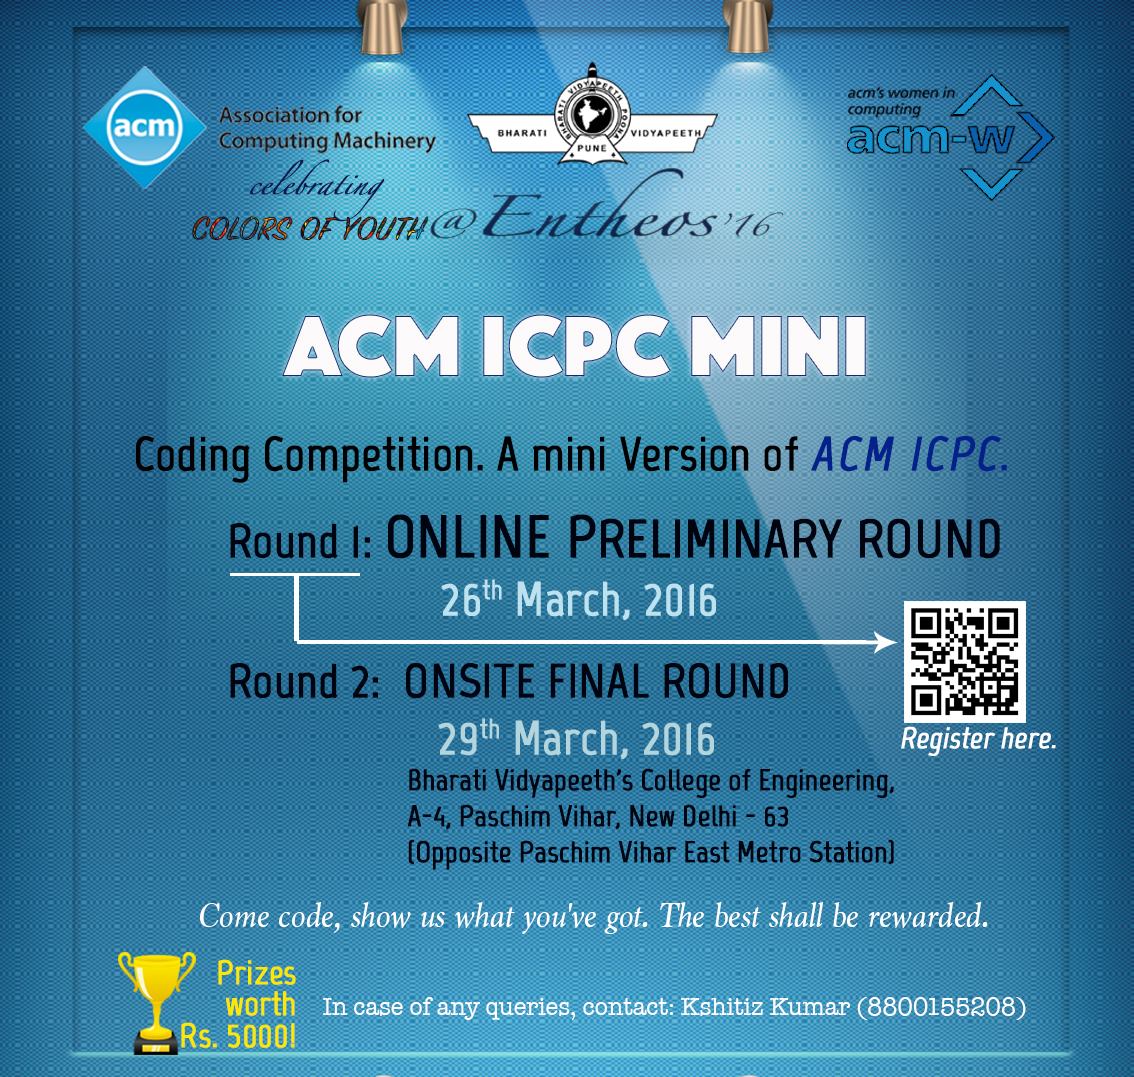 acm
Association for
Computing Machinery
BHARATI VIDYAPEETH POONA
BHARATI
VIDYAPEETH
PUNE
acm's women in
computing
acm-w
celebrating
COLORS OF YOUTH @ Entheos '16
ACM ICPC MINI
Coding Competition. A mini Version of ACM ICPC.
Round 1: ONLINE PRELIMINARY ROUND
26th March, 2016
Round 2: ONSITE FINAL ROUND
29th March, 2016
Register here.
Bharati Vidyapeeth's College of Engineering,
A-4, Paschim Vihar, New Delhi - 63
(Opposite Paschim Vihar East Metro Station)
Come code, show us what you've got. The best shall be rewarded.
Prizes
worth
Rs. 5000!
In case of any queries, contact: Kshitiz Kumar (8800155208)